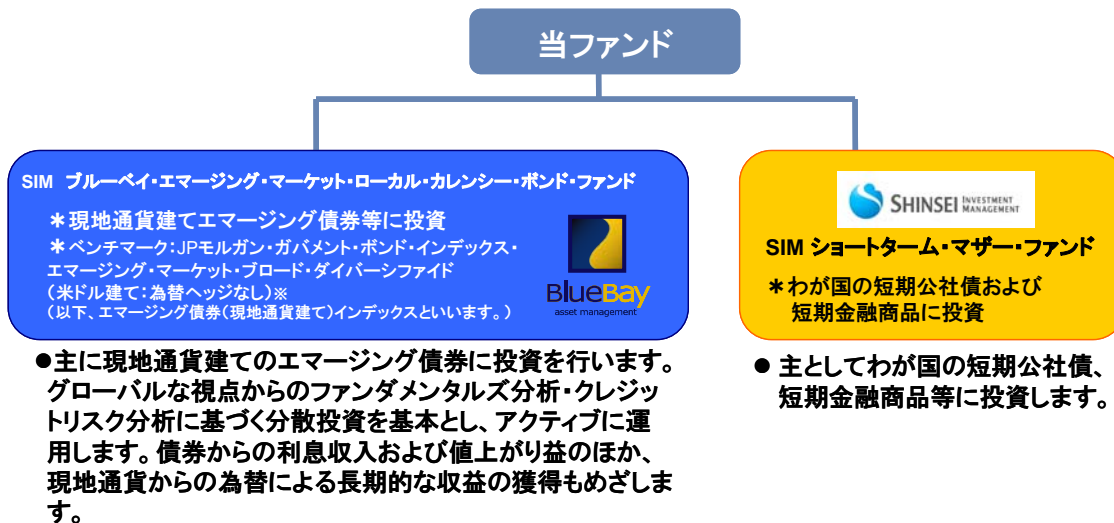 当ファンド
SIM ブルーベイ・エマージング・マーケット・ローカル・カレンシー・ボンド・ファンド
＊現地通貨建てエマージング債券等に投資
＊ベンチマーク：JPモルガン・ガバメント・ボンド・インデックス・
エマージング・マーケット・ブロード・ダイバーシファイド
（米ドル建て：為替ヘッジなし）※
（以下、エマージング債券（現地通貨建て）インデックスといいます。）
BlueBay
asset management
SHINSEI INVESTMENT MANAGEMENT
SIM ショートターム・マザー・ファンド
＊わが国の短期公社債および
短期金融商品に投資
●主に現地通貨建てのエマージング債券に投資を行います。
グローバルな視点からのファンダメンタルズ分析・クレジッ
トリスク分析に基づく分散投資を基本とし、アクティブに運
用します。債券からの利息収入および値上がり益のほか、
現地通貨からの為替による長期的な収益の獲得もめざしま
す。
● 主としてわが国の短期公社債、
短期金融商品等に投資します。